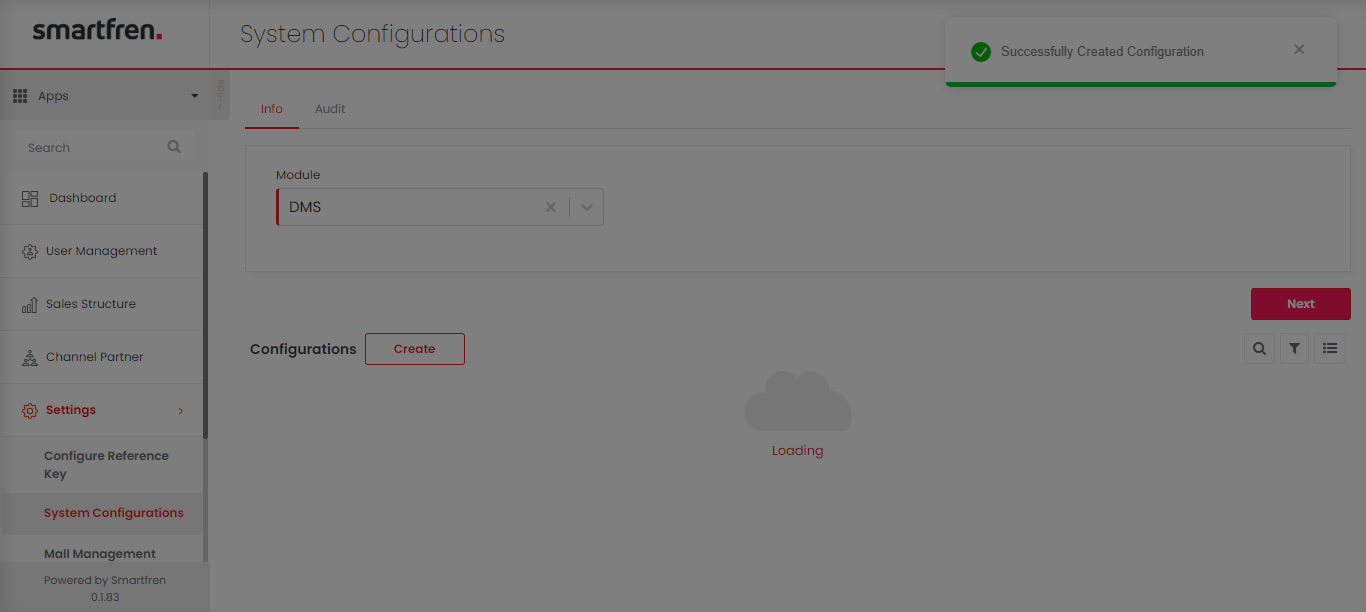 smartfren.
System Configurations
Successfully Created Configuration
Apps
< Hide
Info
Audit
Search
Module
DMS
Dashboard
User Management
Sales Structure
Next
Configurations
Create
Channel Partner
Loading
Settings
Configure Reference
Key
System Configurations
Mall Management
Powered by Smartfren
0.1.83